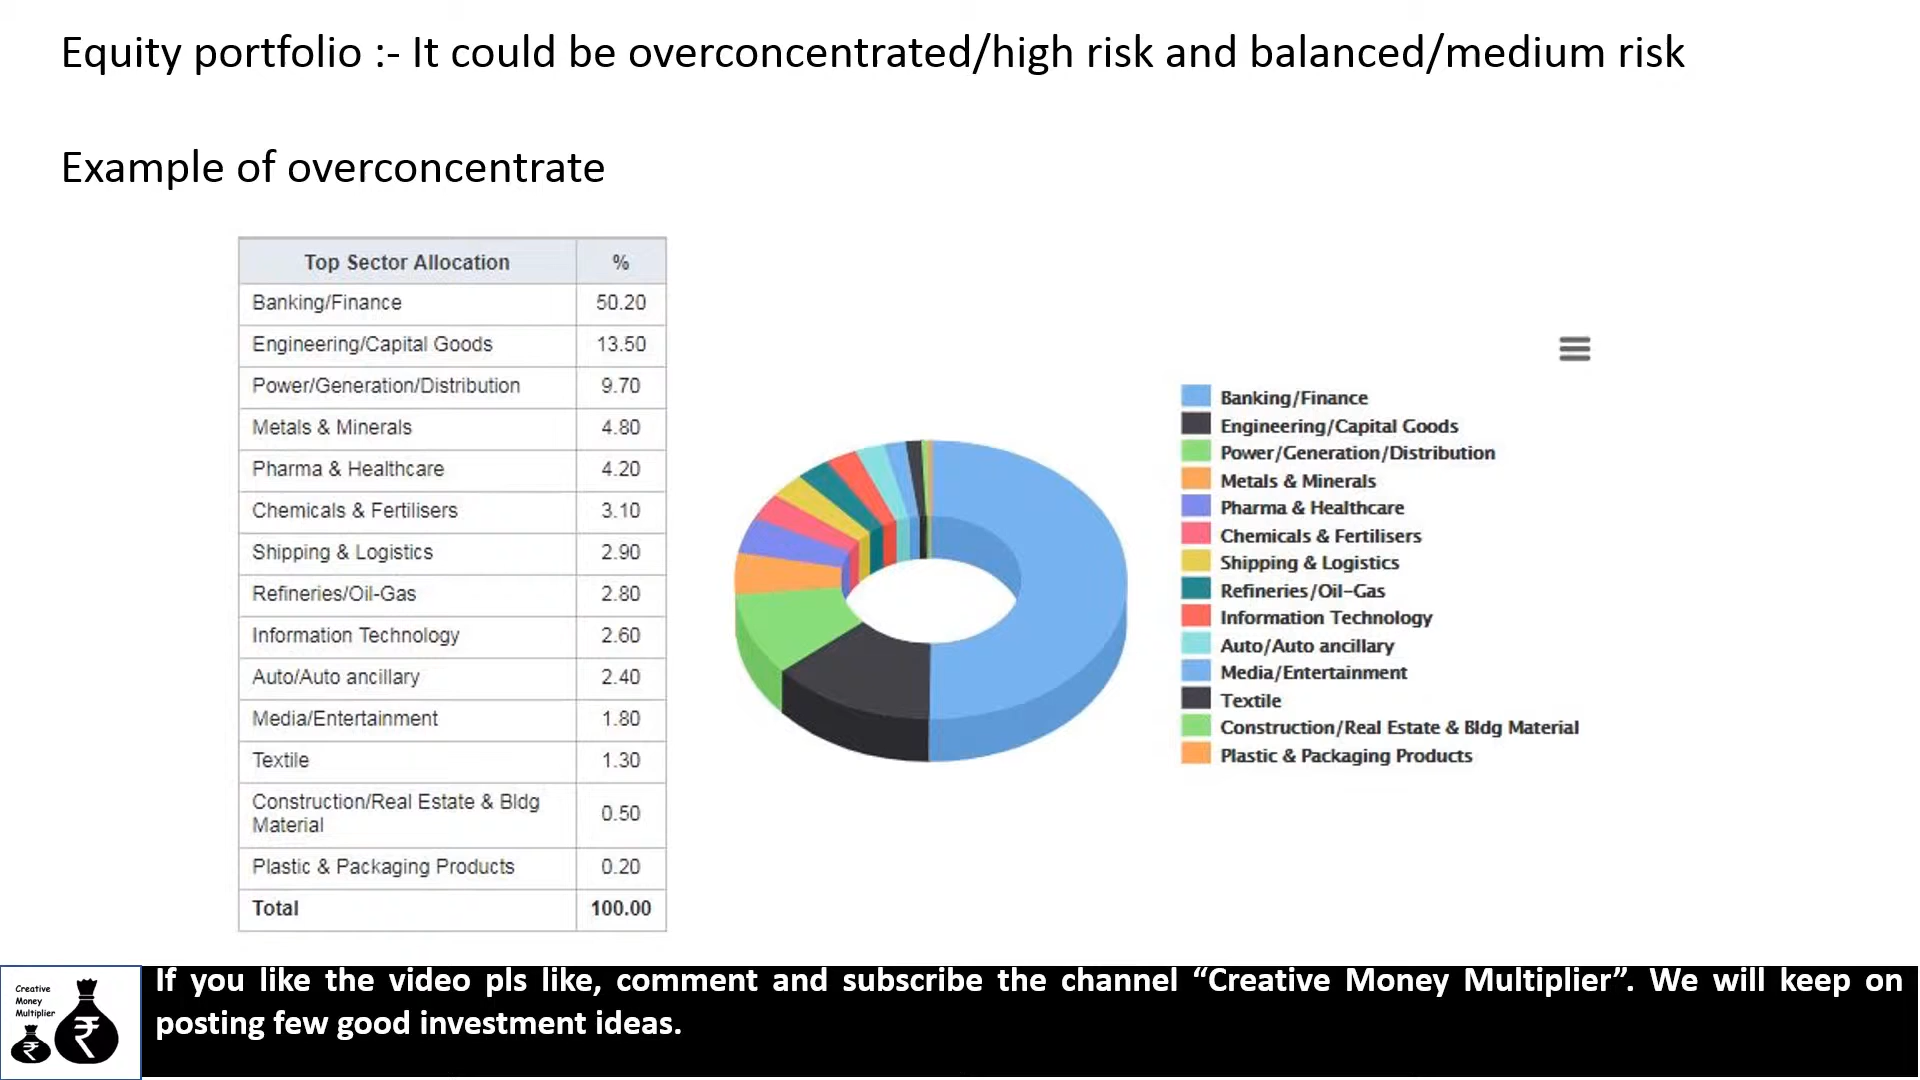 Equity portfolio :- It could be overconcentrated/high risk and balanced/medium risk
Example of overconcentrate
Top Sector Allocation %
Banking/Finance 50.20
Engineering/Capital Goods 13.50
Power/Generation/Distribution 9.70
Metals & Minerals 4.80
Pharma & Healthcare 4.20
Chemicals & Fertilisers 3.10
Shipping & Logistics 2.90
Refineries/Oil-Gas 2.80
Information Technology 2.60
Auto/Auto ancillary 2.40
Media/Entertainment 1.80
Textile 1.30
Construction/Real Estate & Bldg
Material 0.50
Plastic & Packaging Products 0.20
Total 100.00
Banking/Finance
Engineering/Capital Goods
Power/Generation/Distribution
Metals & Minerals
Pharma & Healthcare
Chemicals & Fertilisers
Shipping & Logistics
Refineries/Oil-Gas
Information Technology
Auto/Auto ancillary
Media/Entertainment
Textile
Construction/Real Estate & Bldg Material
Plastic & Packaging Products
Creative
Money
Multiplier
₹
₹
If you like the video pls like, comment and subscribe the channel “Creative Money Multiplier”. We will keep on
posting few good investment ideas.